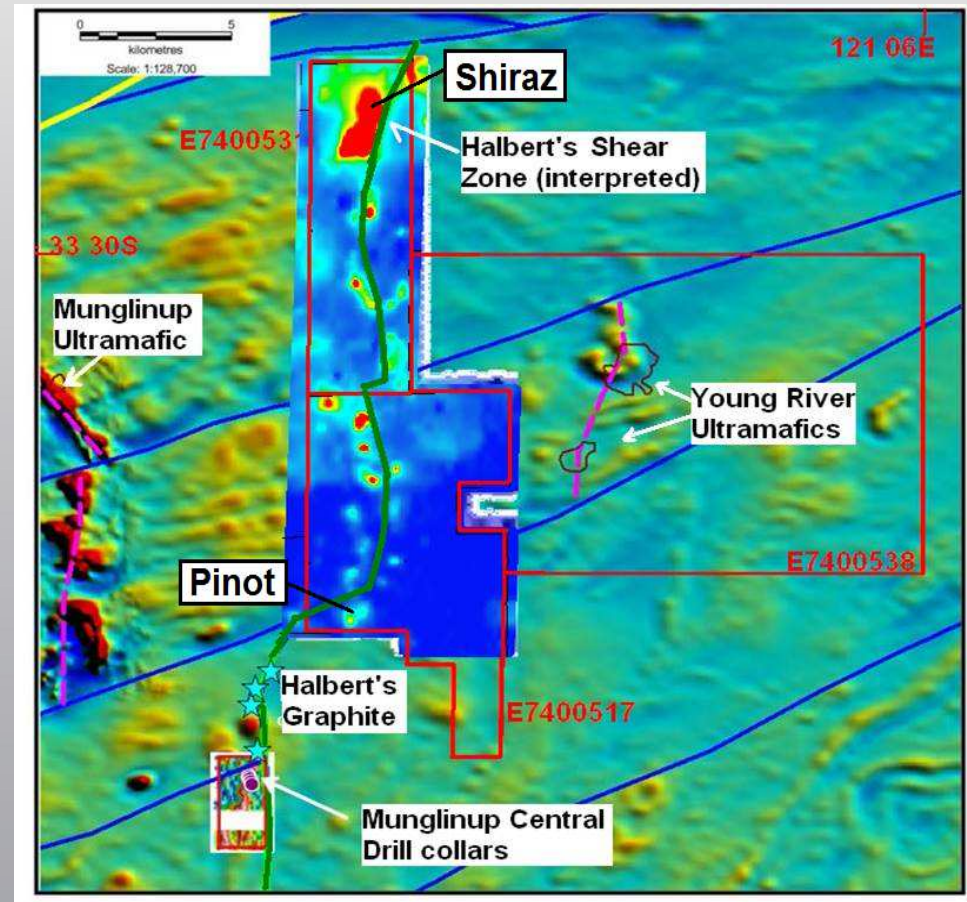 0 5
kilometres
Scale: 1:128,700
121 06E
Shiraz
E7400531
Halbert's Shear
Zone (interpreted)
33 30S
Munglinup
Ultramafic
Young River
Ultramafics
Pinot
E7400538
Halbert's
Graphite
E7400517
Munglinup Central
Drill collars